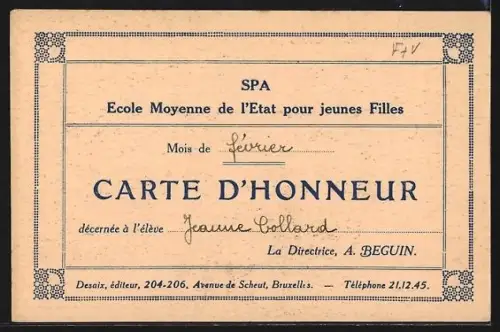 SPA
Ecole Moyenne de l'Etat pour jeunes Filles
Mois de février
CARTE D'HONNEUR
décernée à l'élève Jeanne Collard
La Directrice, A. BEGUIN.
Desaix, éditeur, 204-206, Avenue de Scheut, Bruxelles. — Téléphone 21.12.45.